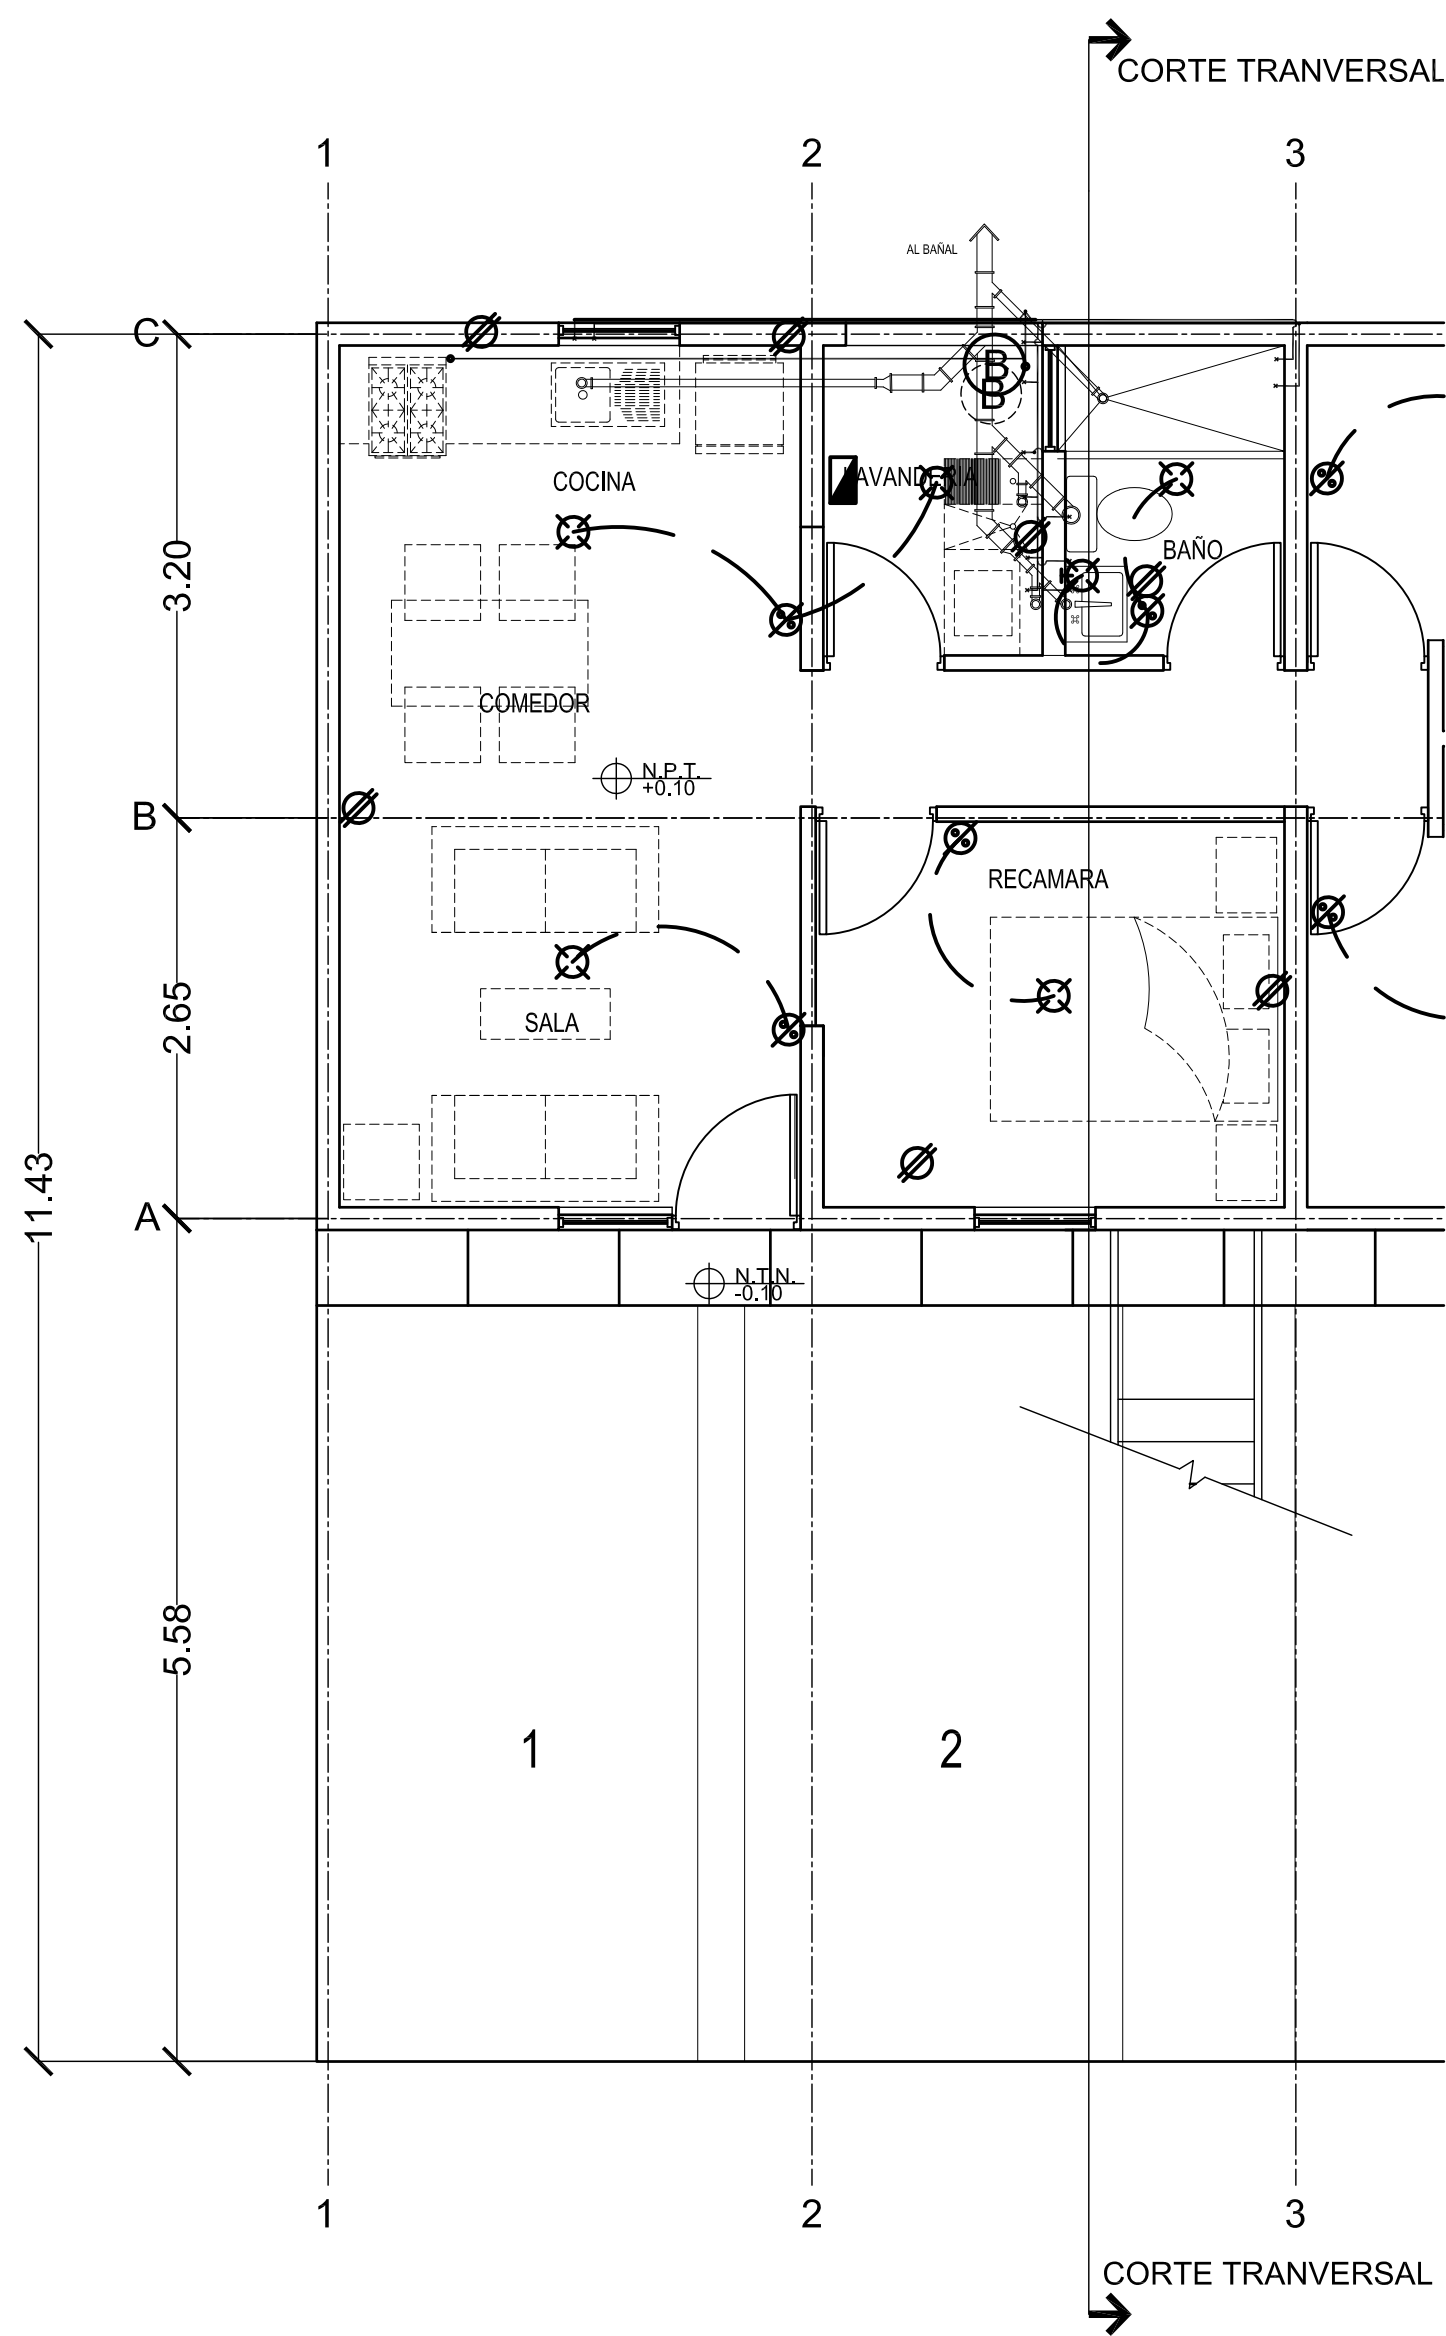 CORTE TRANVERSAL
1
2
3
AL BAÑAL
C
B
B
COCINA
LAVANDERIA
BAÑO
3.20
COMEDOR
N.P.T.
+0.10
B
RECAMARA
2.65
SALA
11.43
A
N.T.N.
-0.10
5.58
1
2
1
2
3
CORTE TRANVERSAL